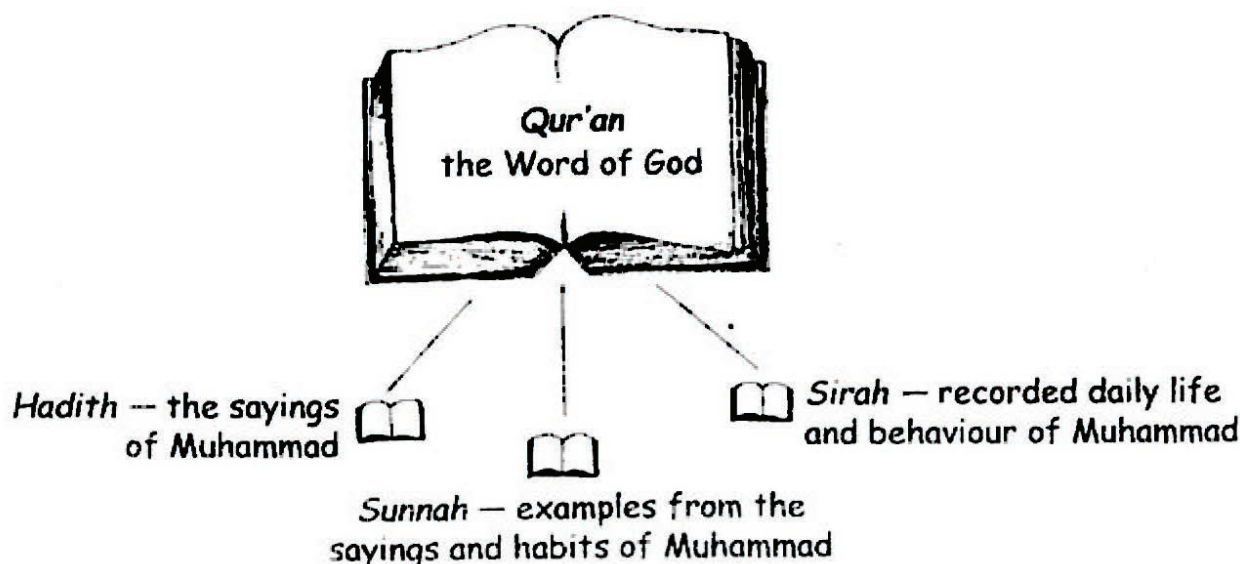 Qur'an
the Word of God
Hadith — the sayings
of Muhammad
Sirah — recorded daily life
and behaviour of Muhammad
Sunnah — examples from the
sayings and habits of Muhammad